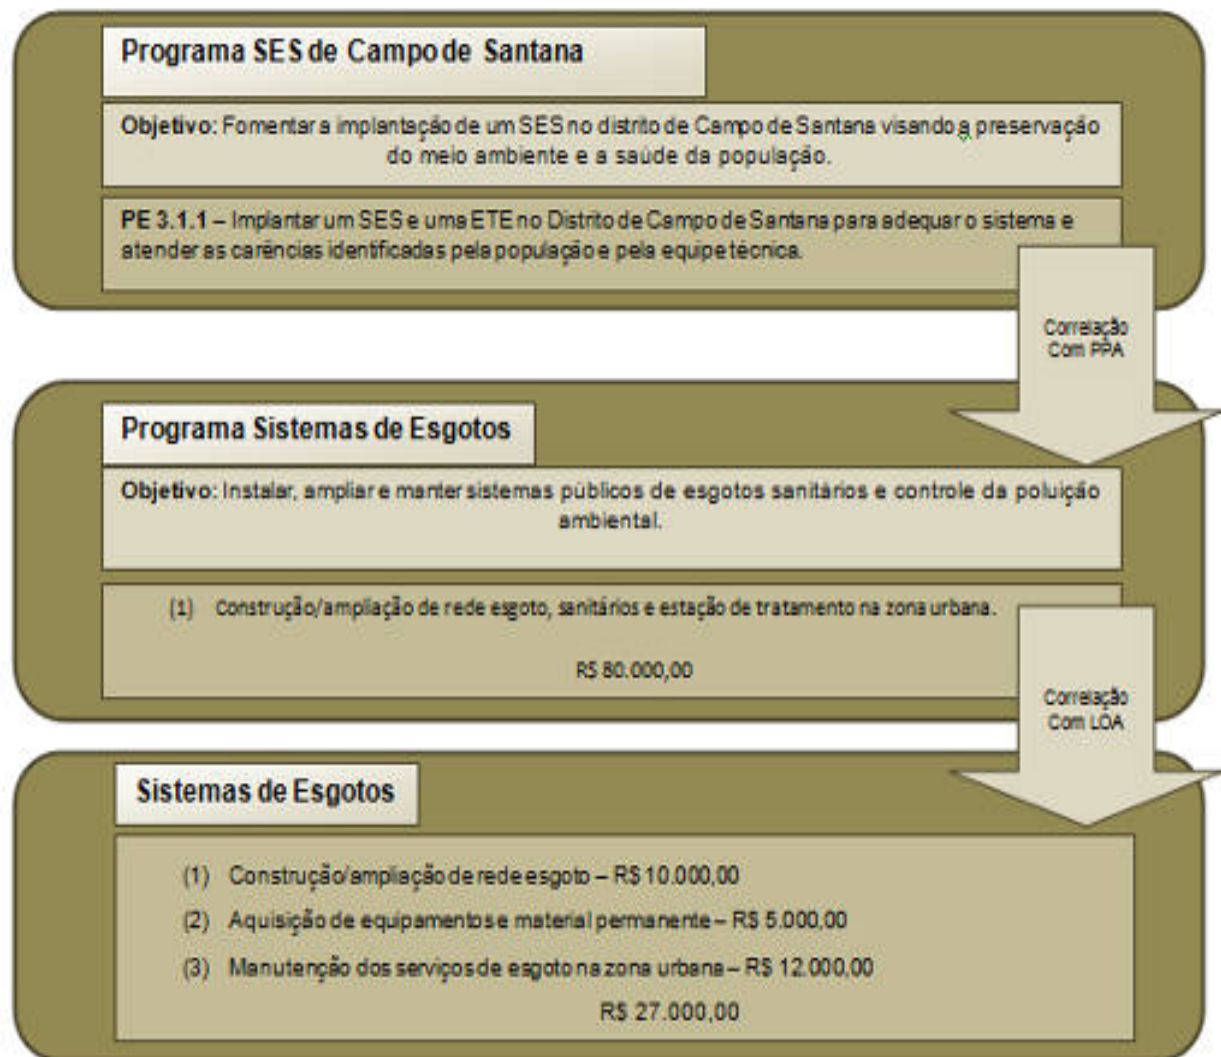 Programa SES de Campo de Santana
Objetivo: Fomentar a implantação de um SES no distrito de Campo de Santana visando a preservação
do meio ambiente e a saúde da população.
PE 3.1.1 – Implantar um SES e uma ETE no Distrito de Campo de Santana para adequar o sistema e
atender as carências identificadas pela população e pela equipe técnica.
Correlação
Com PPA
Programa Sistemas de Esgotos
Objetivo: Instalar, ampliar e manter sistemas públicos de esgotos sanitários e controle da poluição
ambiental.
(1) Construção/ampliação de rede esgoto, sanitários e estação de tratamento na zona urbana.
R$ 80.000,00
Correlação
Com LOA
Sistemas de Esgotos
(1) Construção/ampliação de rede esgoto – R$ 10.000,00
(2) Aquisição de equipamentos e material permanente – R$ 5.000,00
(3) Manutenção dos serviços de esgoto na zona urbana – R$ 12.000,00
R$ 27.000,00